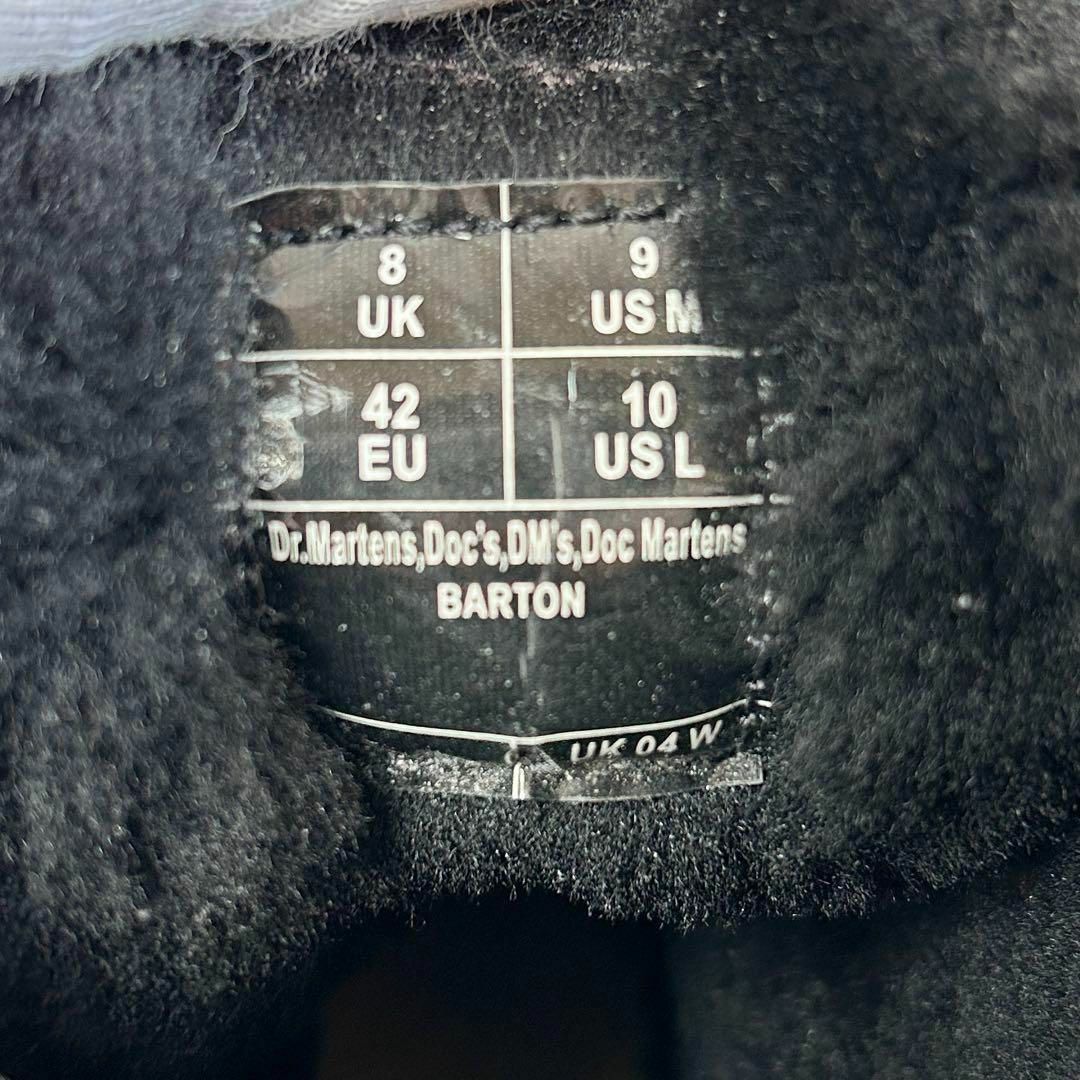 8
UK
9
US M
42
EU
10
US L
Dr.Martens,Doc's,DM's,Doc Martens
BARTON
UK 04 W